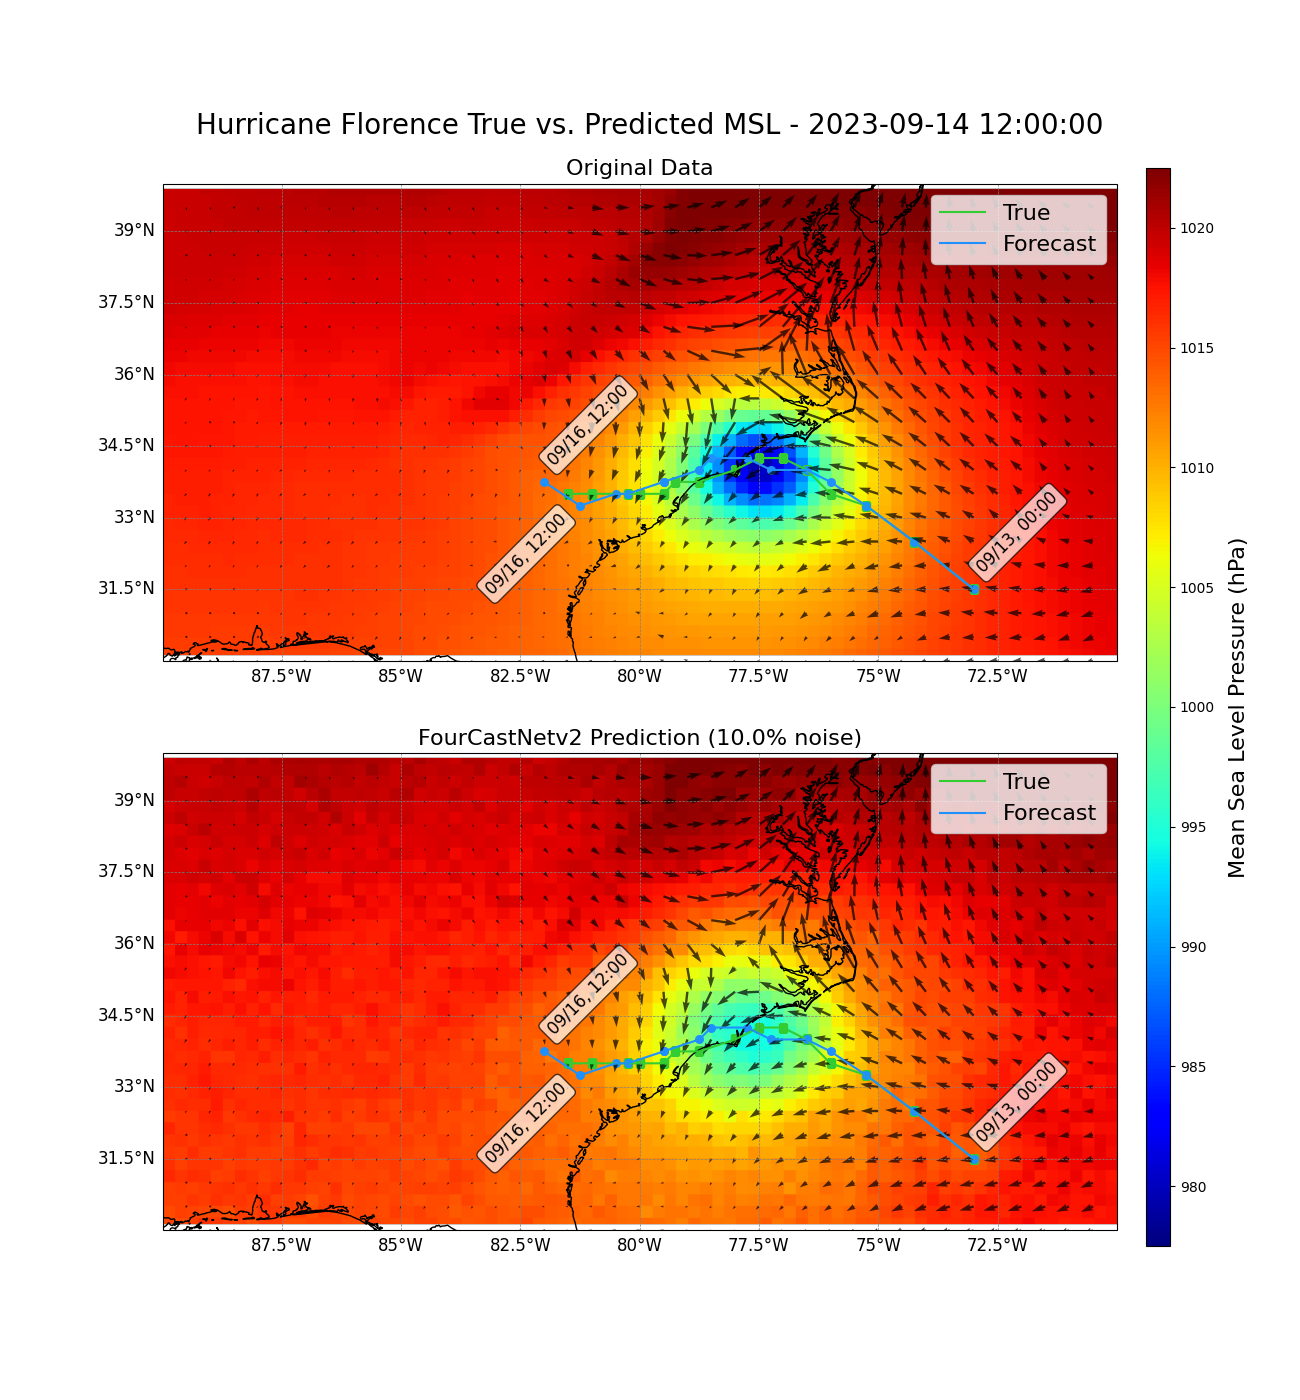 Hurricane Florence True vs. Predicted MSL - 2023-09-14 12:00:00
Original Data
True
Forecast
39°N
37.5°N
36°N
34.5°N
33°N
31.5°N
09/16, 12:00
09/16, 12:00
09/13, 00:00
87.5°W 85°W 82.5°W 80°W 77.5°W 75°W 72.5°W
FourCastNetv2 Prediction (10.0% noise)
True
Forecast
39°N
37.5°N
36°N
34.5°N
33°N
31.5°N
09/16, 12:00
09/16, 12:00
09/13, 00:00
87.5°W 85°W 82.5°W 80°W 77.5°W 75°W 72.5°W
1020
1015
1010
1005
1000
995
990
985
980
Mean Sea Level Pressure (hPa)